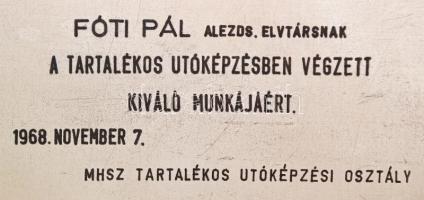 FÓTI PÁL ALEZDS. ELVTÁRSNAK
A TARTALÉKOS UTÓKÉPZÉSBEN VÉGZETT
KIVÁLÓ MUNKÁJÁÉRT.
1968. NOVEMBER 7.
MHSZ TARTALÉKOS UTÓKÉPZÉSI OSZTÁLY